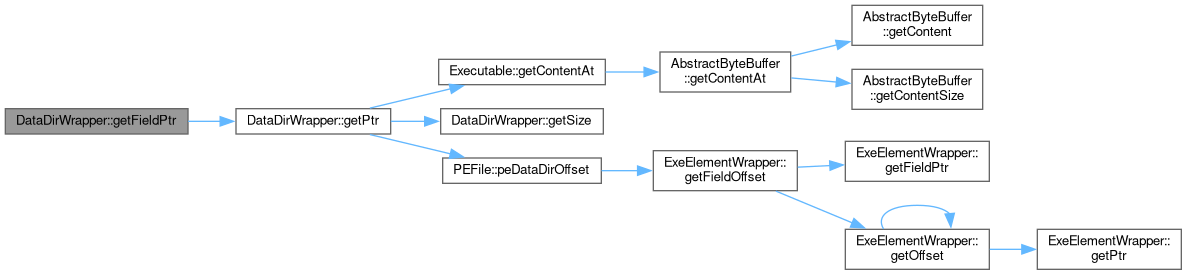 DataDirWrapper::getFieldPtr
DataDirWrapper::getPtr
Executable::getContentAt
DataDirWrapper::getSize
PEFile::peDataDirOffset
AbstractByteBuffer
::getContentAt
AbstractByteBuffer
::getContent
AbstractByteBuffer
::getContentSize
ExeElementWrapper::
getFieldOffset
ExeElementWrapper::
getFieldPtr
ExeElementWrapper::
getOffset
ExeElementWrapper::
getPtr